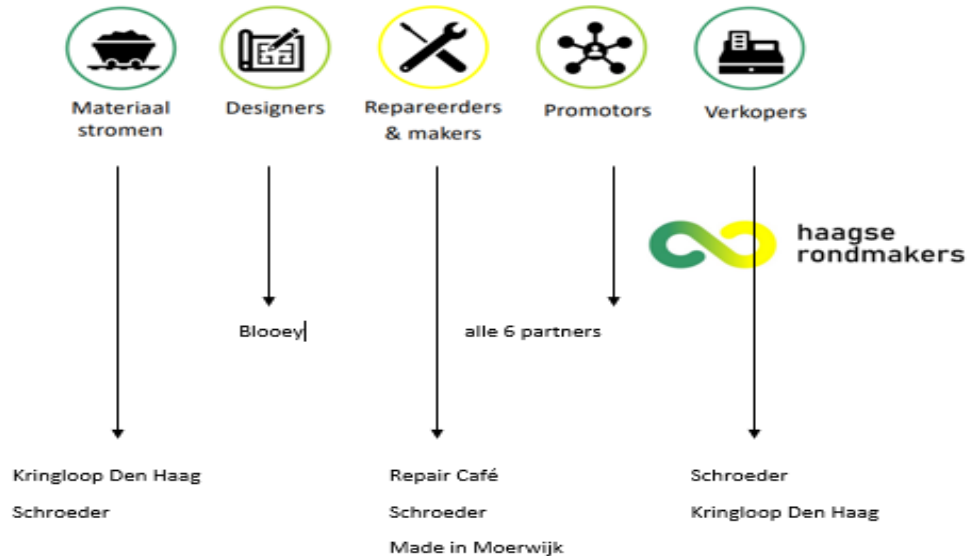 Materiaal
stromen
Designers
Repareerders
& makers
Promotors
Verkopers
haagse
rondmakers
Blooey
alle 6 partners
Kringloop Den Haag
Schroeder
Repair Café
Schroeder
Made in Moerwijk
Schroeder
Kringloop Den Haag